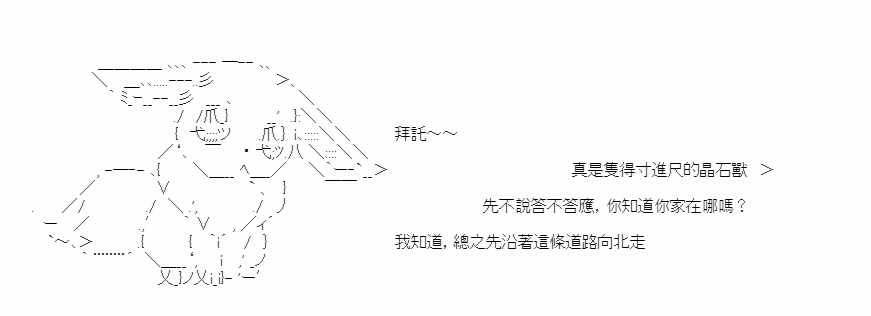 拜託～～
真是隻得寸進尺的晶石獸　＞
先不說答不答應, 你知道你家在哪嗎？
我知道, 總之先沿著這條道路向北走